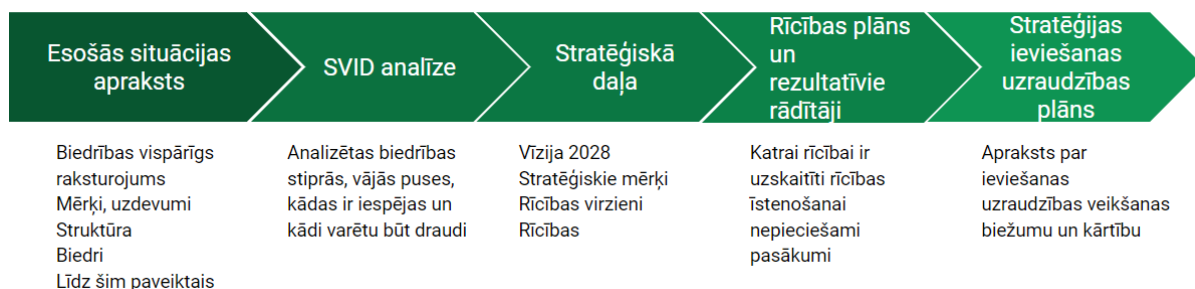 Esošās situācijas
apraksts
Biedrības vispārīgs
raksturojums
Mērķi, uzdevumi
Struktūra
Biedri
Līdz šim paveiktais
SVID analīze
Analizētas biedrības
stiprās, vājās puses,
kādas ir iespējas un
kādi varētu būt draudi
Stratēģiskā
daļa
Vīzija 2028
Stratēģiskie mērķi
Rīcības virzieni
Rīcības
Rīcības plāns
un
rezultatīvie
rādītāji
Katrai rīcībai ir
uzskaitīti rīcības
īstenošanai
nepieciešami
pasākumi
Stratēģijas
ieviešanas
uzraudzības
plāns
Apraksts par
ieviešanas
uzraudzības veikšanas
biežumu un kārtību